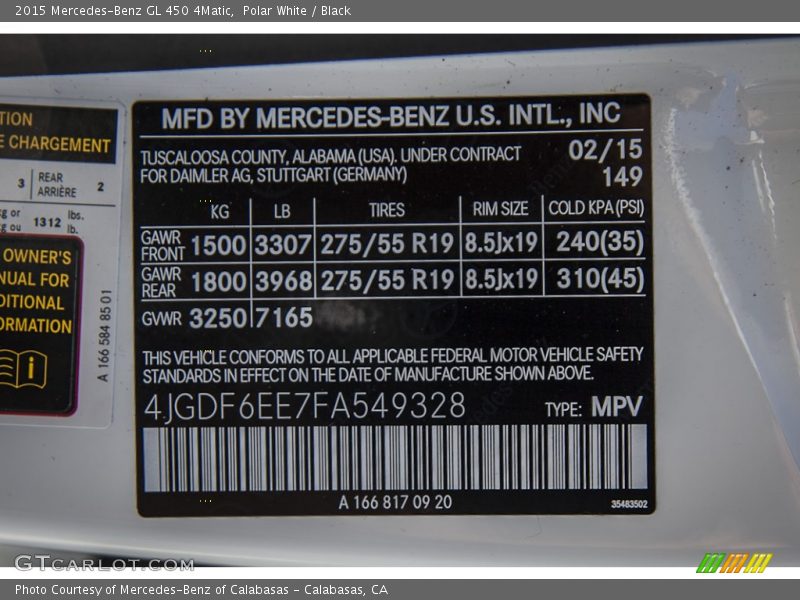 2015 Mercedes-Benz GL 450 4Matic, Polar White / Black
TION
E CHARGEMENT
3 REAR ARRIÈRE 2
kg or
kg ou 1312 lbs. lb.
OWNER'S
NUAL FOR
DITIONAL
ORMATION
A 166 584 85 01
MFD BY MERCEDES-BENZ U.S. INTL., INC
TUSCALOOSA COUNTY, ALABAMA (USA). UNDER CONTRACT 02/15
FOR DAIMLER AG, STUTTGART (GERMANY) 149
KG LB TIRES RIM SIZE COLD KPA(PSI)
GAWR FRONT 1500 3307 275/55 R19 8.5Jx19 240(35)
GAWR REAR 1800 3968 275/55 R19 8.5Jx19 310(45)
GVWR 3250 7165
THIS VEHICLE CONFORMS TO ALL APPLICABLE FEDERAL MOTOR VEHICLE SAFETY
STANDARDS IN EFFECT ON THE DATE OF MANUFACTURE SHOWN ABOVE.
4JGDF6EE7FA549328 TYPE: MPV
A 166 817 09 20 35483502
GTCARLOT.COM
Photo Courtesy of Mercedes-Benz of Calabasas - Calabasas, CA